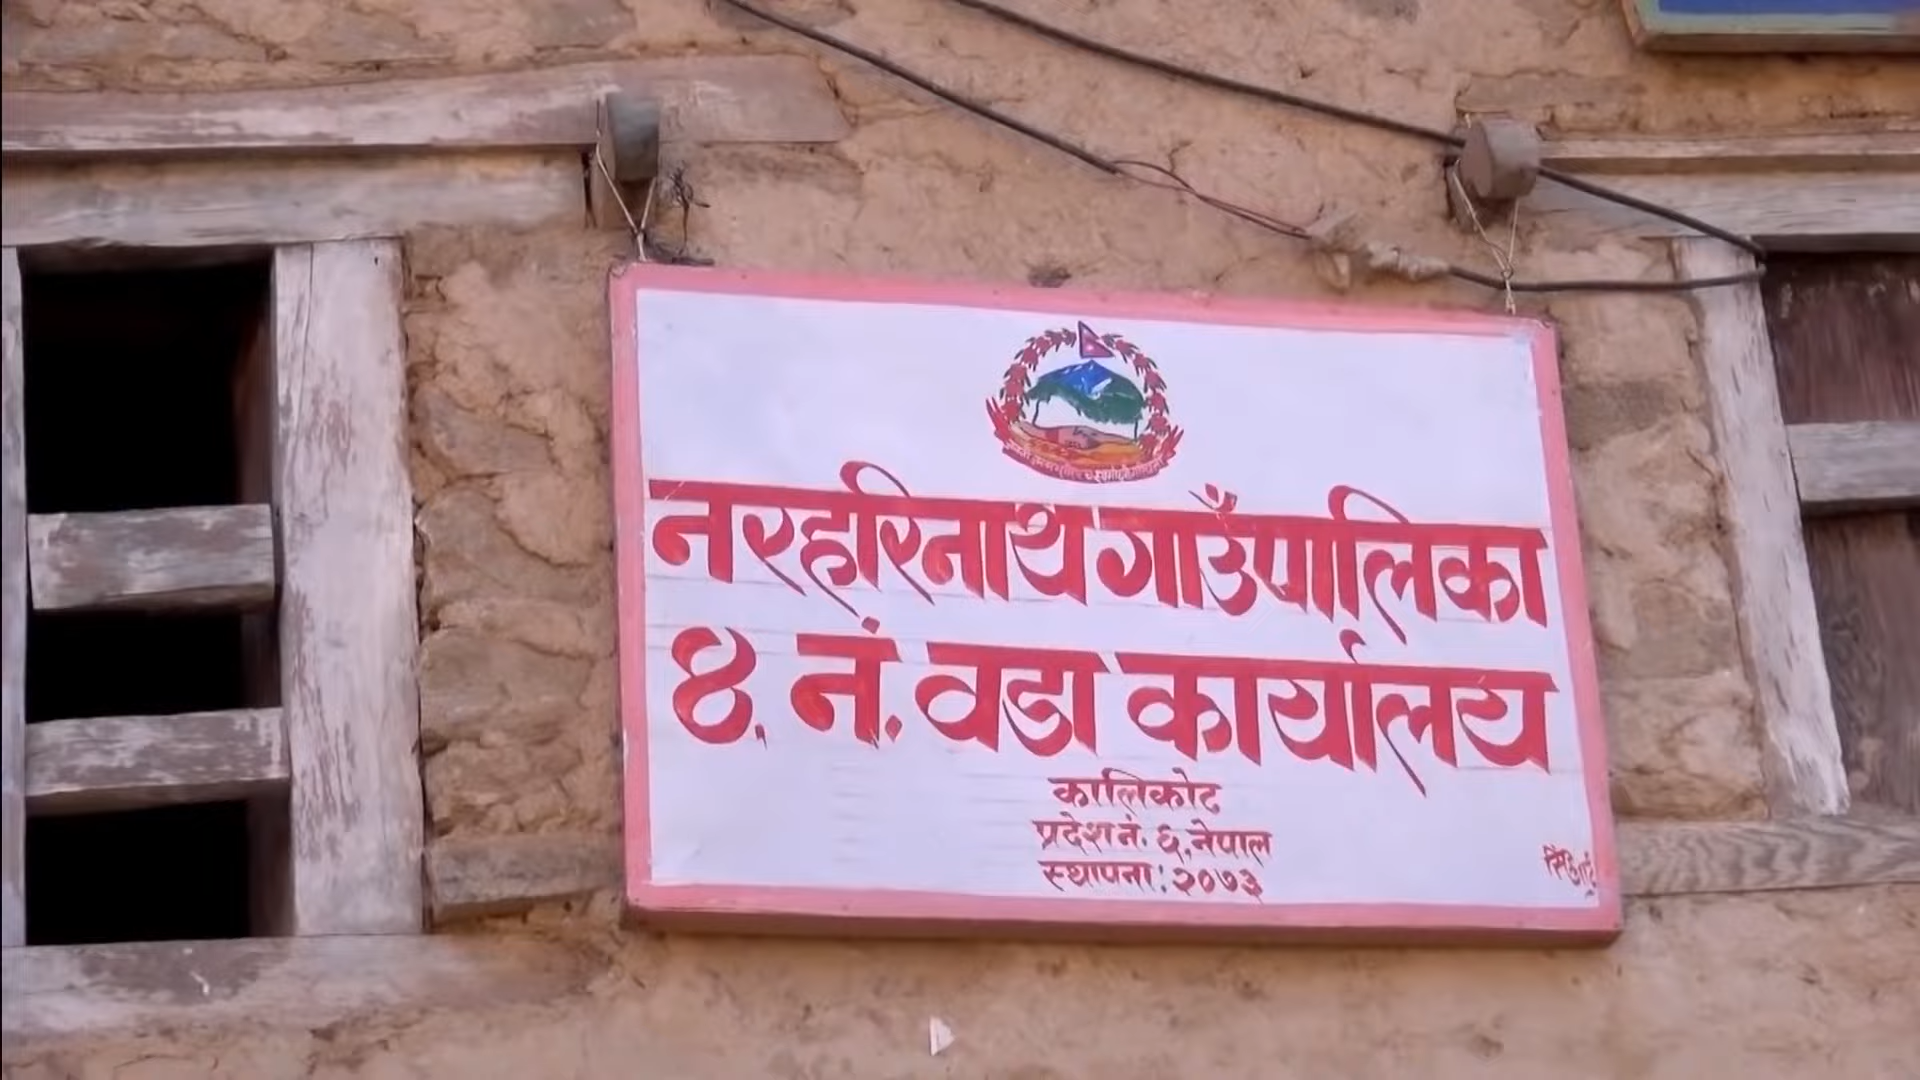 नरहरिनाथ गाउँपालिका
४. नं. वडा कार्यालय
कालिकोट
प्रदेश नं. ६, नेपाल
स्थापना: २०७३